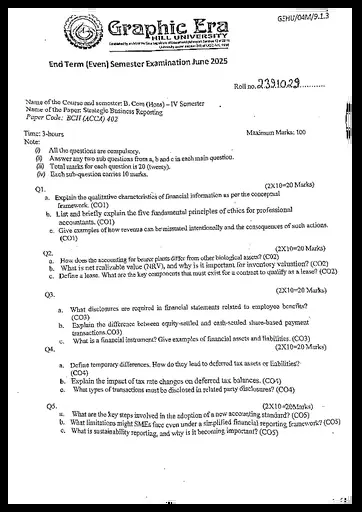 GEHU/04M/9.1.3
Graphic Era
HILL UNIVERSITY
End Term (Even) Semester Examination June 2025
Roll no. 2391029
Name of the Course and semester: B. Com (Hons) – IV Semester
Name of the Paper: Strategic Business Reporting
Paper Code: BCH (ACCA) 402
Time: 3-hours Maximum Marks: 100
Note:
(i) All the questions are compulsory.
(ii) Answer any two sub questions from a, b and c in each main question.
(iii) Total marks for each question is 20 (twenty).
(iv) Each sub-question carries 10 marks.
Q1. (2X10=20 Marks)
a. Explain the qualitative characteristics of financial information as per the conceptual
framework. (CO1)
b. List and briefly explain the five fundamental principles of ethics for professional
accountants. (CO1)
c. Give examples of how revenue can be misstated intentionally and the consequences of such actions.
(CO1)
Q2. (2X10=20 Marks)
a. How does the accounting for bearer plants differ from other biological assets? (CO2)
b. What is net realizable value (NRV), and why is it important for inventory valuation? (CO2)
c. Define a lease. What are the key components that must exist for a contract to qualify as a lease? (CO2)
(2X10=20 Marks)
Q3.
a. What disclosures are required in financial statements related to employee benefits?
(CO3)
b. Explain the difference between equity-settled and cash-settled share-based payment
transactions.CO3)
c. What is a financial instrument? Give examples of financial assets and liabilities. (CO3)
(2X10=20 Marks)
Q4.
a. Define temporary differences. How do they lead to deferred tax assets or liabilities?
(CO4)
b. Explain the impact of tax rate changes on deferred tax balances. (CO4)
c. What types of transactions must be disclosed in related party disclosures? (CO4)
Q5. (2X10=20Marks)
a. What are the key steps involved in the adoption of a new accounting standard? (CO5)
b. What limitations might SMEs face even under a simplified financial reporting framework? (CO5)
c. What is sustainability reporting, and why is it becoming important? (CO5)